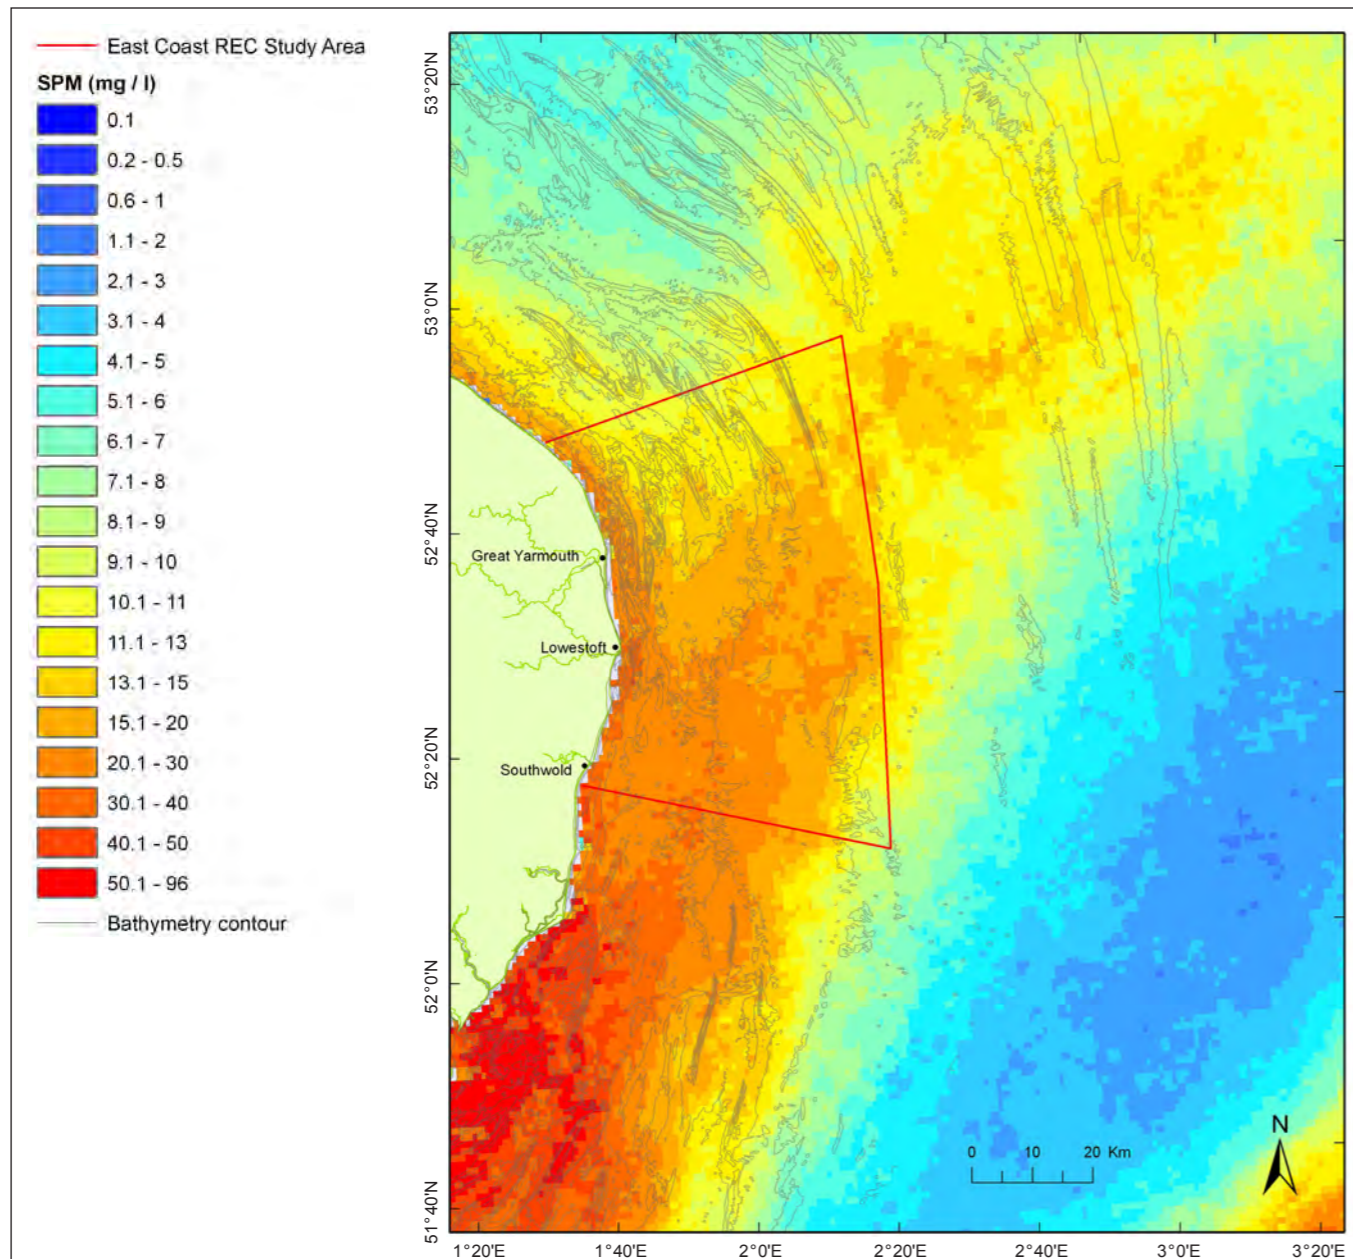 East Coast REC Study Area
SPM (mg / l)
0.1
0.2 - 0.5
0.6 - 1
1.1 - 2
2.1 - 3
3.1 - 4
4.1 - 5
5.1 - 6
6.1 - 7
7.1 - 8
8.1 - 9
9.1 - 10
10.1 - 11
11.1 - 13
13.1 - 15
15.1 - 20
20.1 - 30
30.1 - 40
40.1 - 50
50.1 - 96
Bathymetry contour
53°20'N
53°0'N
52°40'N
52°20'N
52°0'N
51°40'N
Great Yarmouth
Lowestoft
Southwold
N
0 10 20 Km
1°20'E 1°40'E 2°0'E 2°20'E 2°40'E 3°0'E 3°20'E